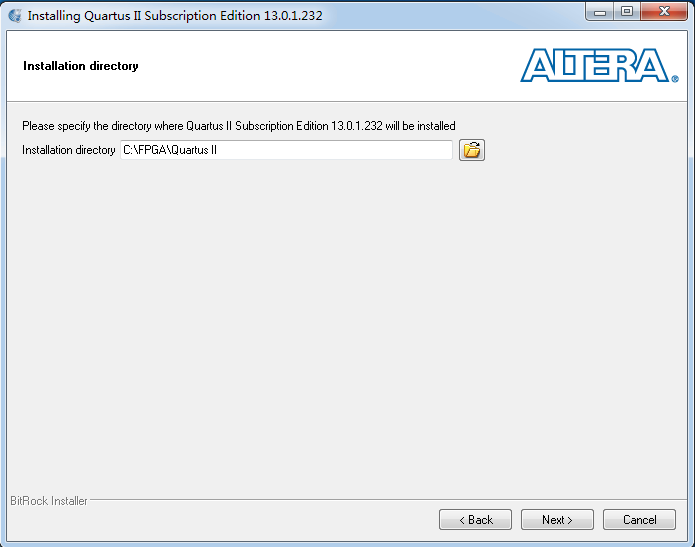 Installing Quartus II Subscription Edition 13.0.1.232
Installation directory
ALTERA®
Please specify the directory where Quartus II Subscription Edition 13.0.1.232 will be installed
Installation directory C:\FPGA\Quartus II
BitRock Installer
< Back Next > Cancel